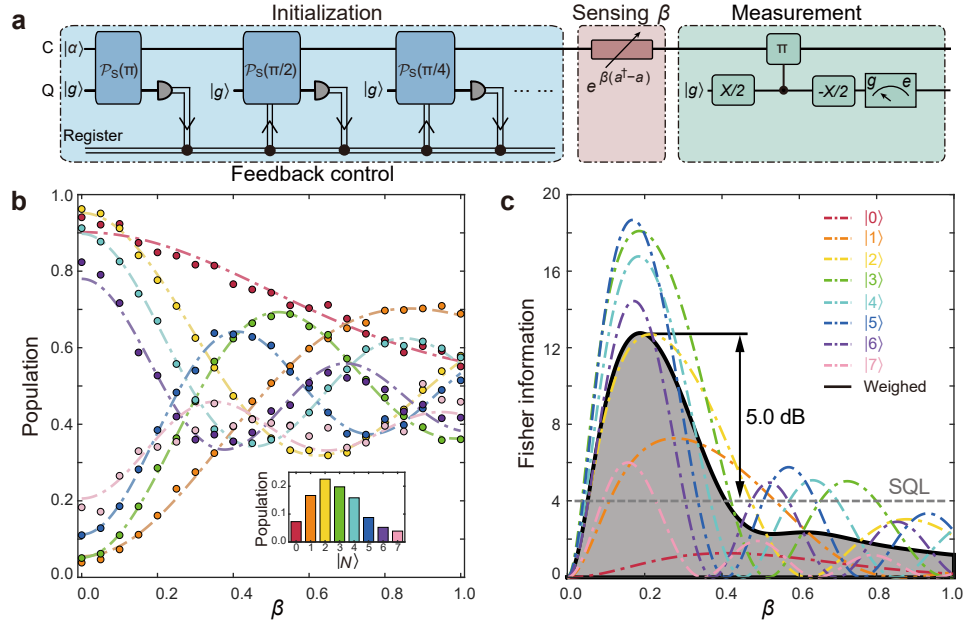 a
Initialization
Sensing β
Measurement
C |α⟩
𝒫S(π)
𝒫S(π/2)
𝒫S(π/4)
e^β(a†−a)
π
Q |g⟩
|g⟩
|g⟩
... ...
|g⟩
X/2
-X/2
g e
Register
Feedback control
b
Population
1.0
0.8
0.6
0.4
0.2
0.0
0.0 0.2 0.4 0.6 0.8 1.0
β
Population
0.2
0.1
0.0
0 1 2 3 4 5 6 7
|N⟩
c
Fisher information
20
16
12
8
4
0
0.0 0.2 0.4 0.6 0.8 1.0
β
|0⟩
|1⟩
|2⟩
|3⟩
|4⟩
|5⟩
|6⟩
|7⟩
Weighed
5.0 dB
SQL